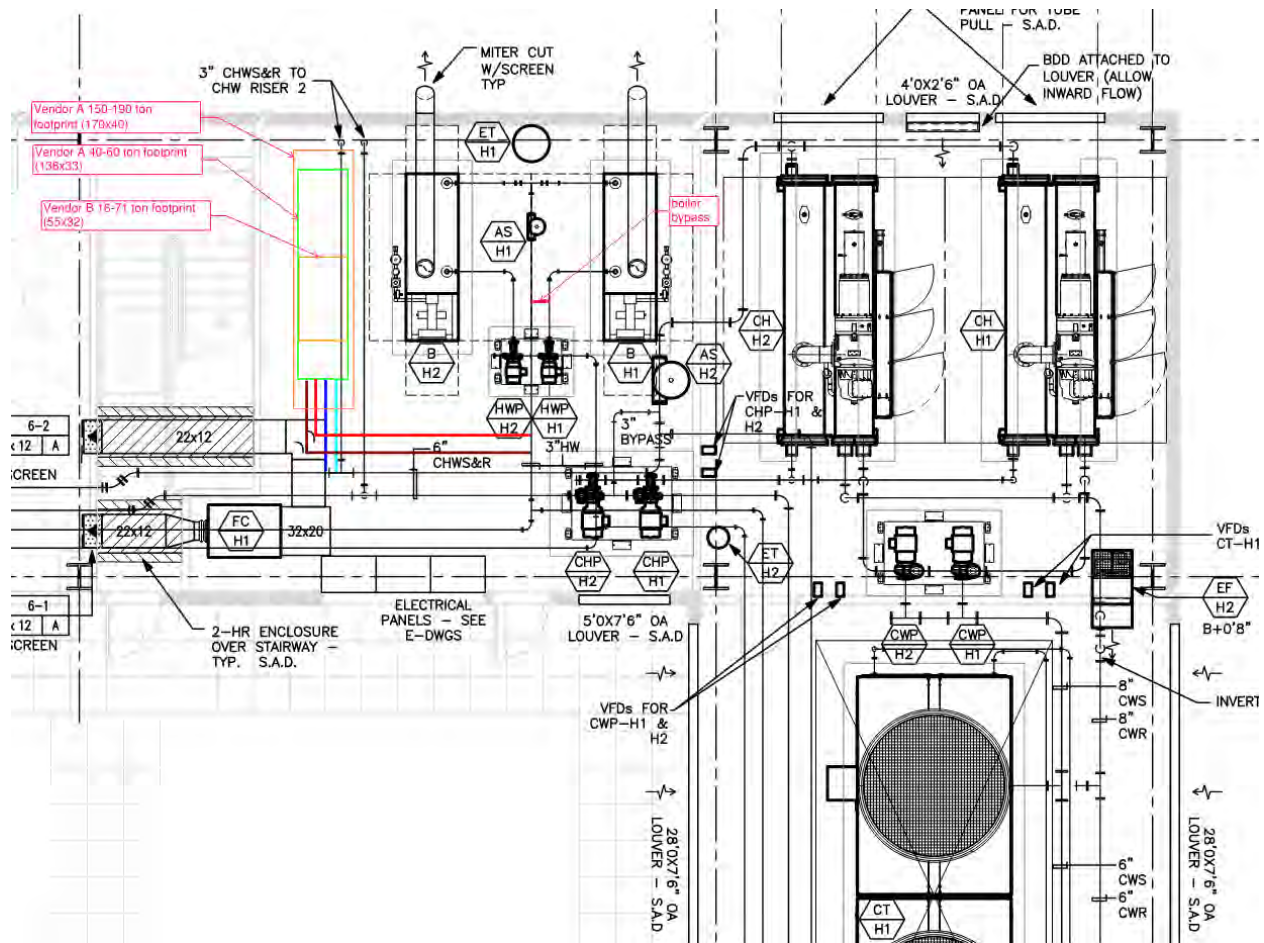 PANEL FOR TUBE
PULL - S.A.D.
MITER CUT
W/SCREEN
TYP
BDD ATTACHED TO
LOUVER (ALLOW
INWARD FLOW)
3" CHWS&R TO
CHW RISER 2
4'0X2'6" OA
LOUVER - S.A.D.
Vendor A 150-190 ton
footprint (170x40)
ET
H1
Vendor A 40-60 ton footprint
(138x33)
Vendor B 16-71 ton footprint
(55x32)
boiler
bypass
AS
H1
CH
H2
CH
H1
B
H2
B
H1
AS
H2
VFDs FOR
CHP-H1 &
H2
HWP
H2
HWP
H1
3"
BYPASS
6-2
x 12 A
22x12
6"
CHWS&R
3"HW
SCREEN
22x12
FC
H1
32x20
VFDs
CT-H1
ET
H2
CHP
H2
CHP
H1
EF
H2
B+0'8"
6-1
x 12 A
SCREEN
ELECTRICAL
PANELS - SEE
E-DWGS
5'0X7'6" OA
LOUVER - S.A.D
2-HR ENCLOSURE
OVER STAIRWAY -
TYP. S.A.D.
CWP
H2
CWP
H1
8"
CWS
INVERT
VFDs FOR
CWP-H1 &
H2
8"
CWR
28'0X7'6" OA
LOUVER - S.A.D
28'0X7'6" OA
LOUVER - S.A.D
6"
CWS
6"
CWR
CT
H1